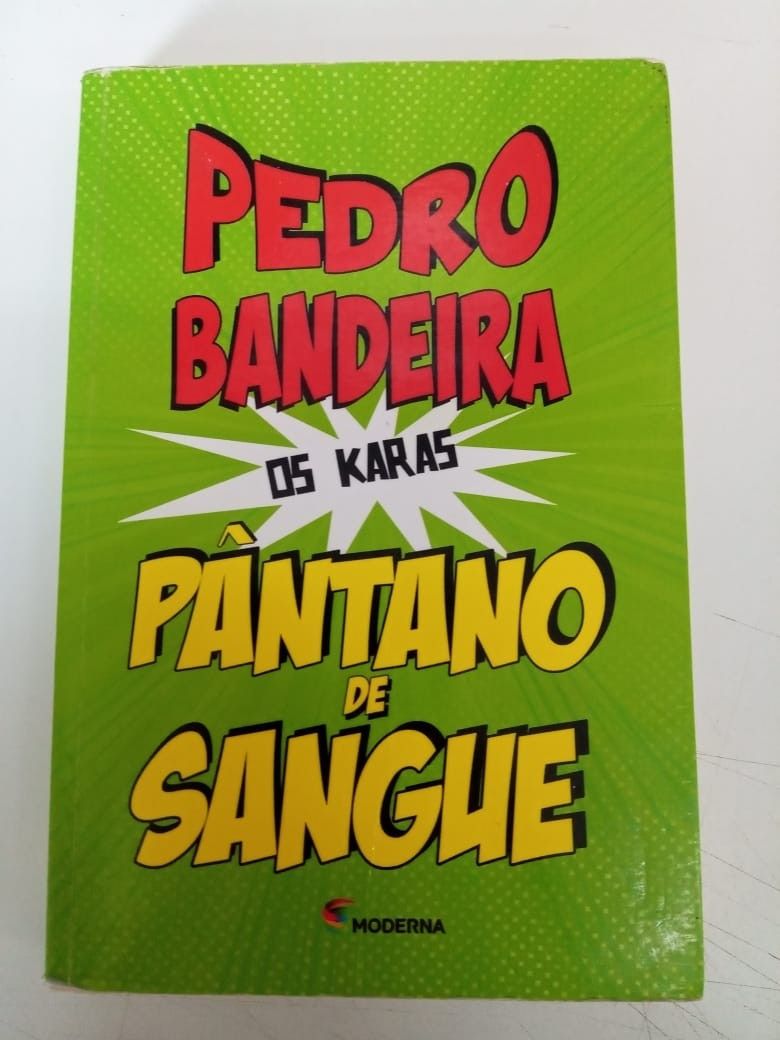 PEDRO
BANDEIRA
OS KARAS
PÂNTANO
DE
SANGUE
MODERNA